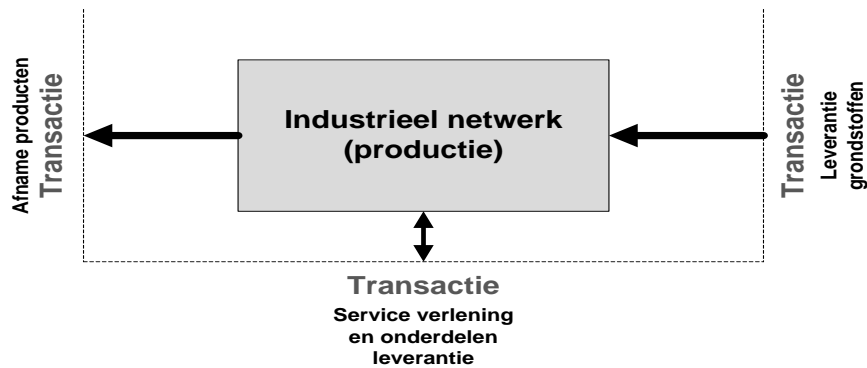 Afname producten
Transactie
Industrieel netwerk
(productie)
Transactie
Leverantie
grondstoffen
Transactie
Service verlening
en onderdelen
leverantie